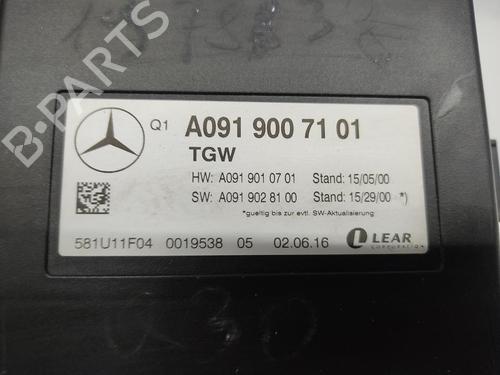 B-PARTS
Q1 A091 900 71 01
TGW
HW: A091 901 07 01 Stand: 15/05/00
SW: A091 902 81 00 Stand: 15/29/00 *)
*gueltig bis zur evtl. SW-Aktualisierung
581U11F04 0019538 05 02.06.16 LEAR
CORPORATION